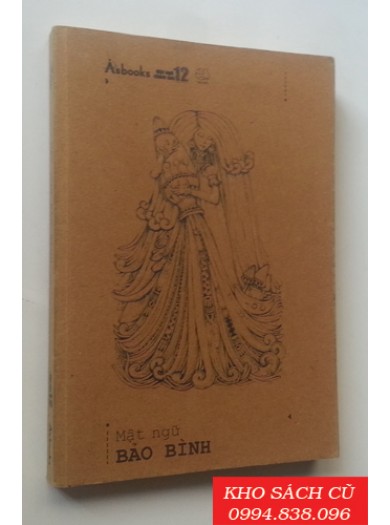 Azbooks 12
Mật ngữ
BẢO BÌNH
KHO SÁCH CŨ
0994.838.096